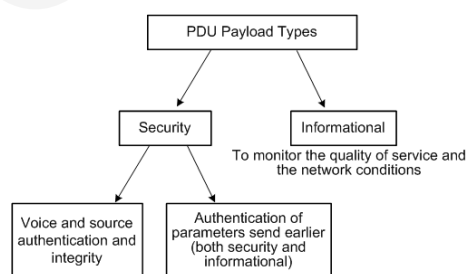 PDU Payload Types
Security
Informational
To monitor the quality of service and
the network conditions
Voice and source
authentication and
integrity
Authentication of
parameters send earlier
(both security and
informational)